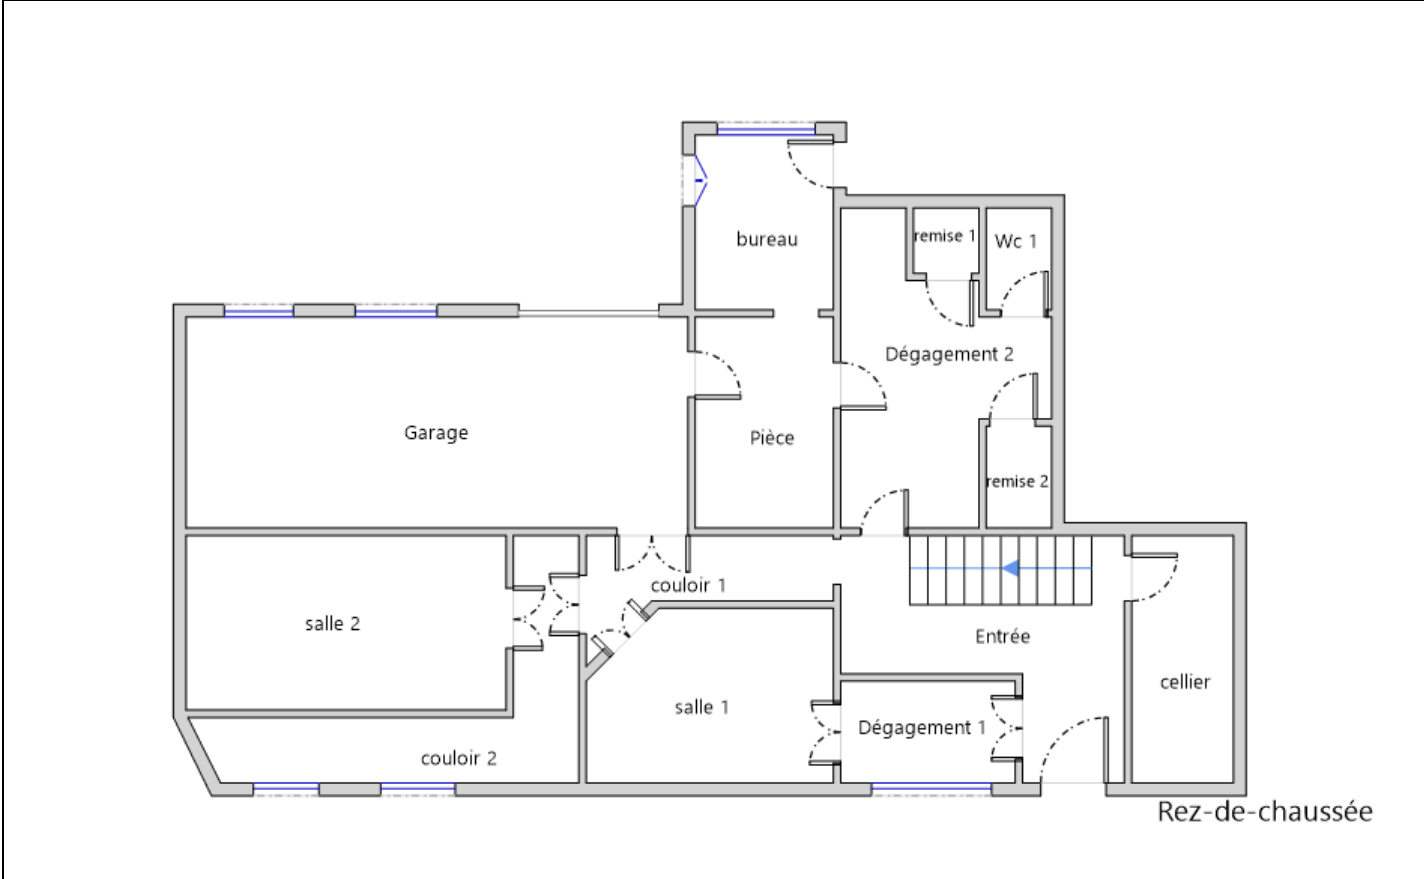 remise 1
bureau
Wc 1
Dégagement 2
Garage
Pièce
remise 2
couloir 1
salle 2
Entrée
cellier
salle 1
Dégagement 1
couloir 2
Rez-de-chaussée